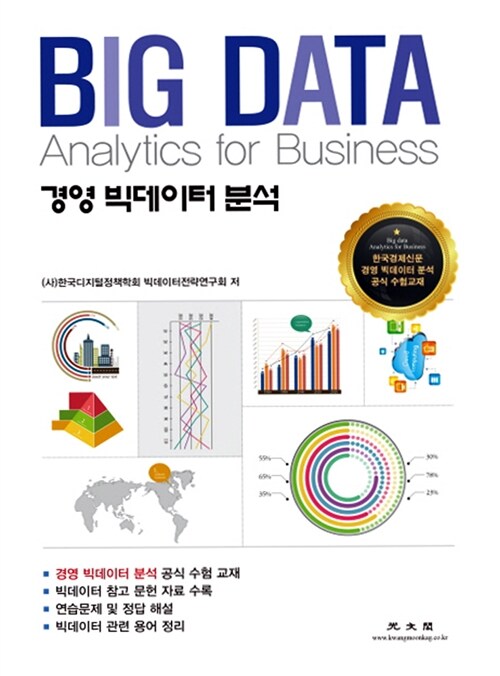 BIG DATA
Analytics for Business
경영 빅데이터 분석
Big data
Analytics for Business
한국경제신문
경영 빅데이터 분석
공식 수험교재
(사)한국디지털정책학회 빅데이터전략연구회 저
55%
65%
35%
30%
78%
23%
■ 경영 빅데이터 분석 공식 수험 교재
■ 빅데이터 참고 문헌 자료 수록
■ 연습문제 및 정답 해설
■ 빅데이터 관련 용어 정리
光文閣
www.kwangmoonkag.co.kr